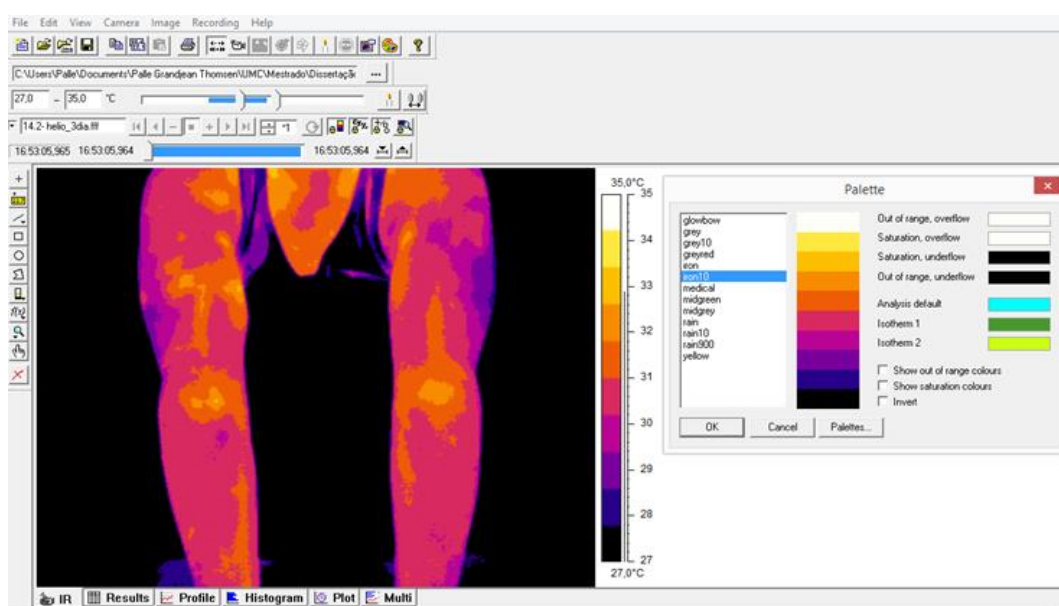 File Edit View Camera Image Recording Help
C:\Users\Palle\Documents\Palle Grandjean Thomsen\UMC\Mestrado\Dissertaçã ...
27,0 - 35,0 °C
14.2- helio_3dia.fff
16:53:05,965 16:53:05,964 16:53:05,964
35,0°C
35
34
33
32
31
30
29
28
27
27,0°C
Palette
glowbow
grey
grey10
greyred
iron
iron10
medical
midgreen
midgrey
rain
rain10
rain900
yellow
Out of range, overflow
Saturation, overflow
Saturation, underflow
Out of range, underflow
Analysis default
Isotherm 1
Isotherm 2
Show out of range colours
Show saturation colours
Invert
OK Cancel Palettes...
IR Results Profile Histogram Plot Multi